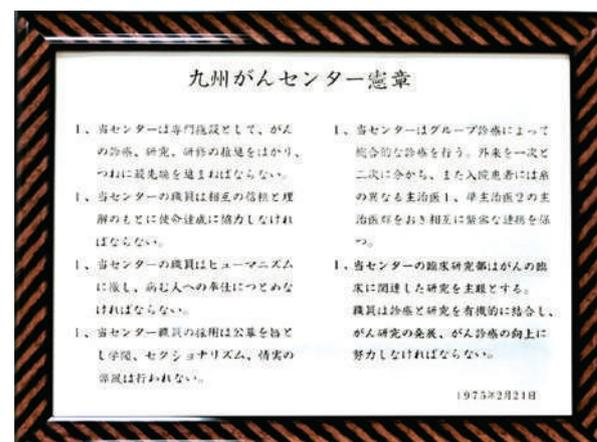 九州がんセンター憲章
1、当センターは専門施設として、がん
の診療、研究、研修の推進をはかり、
つねに最先端を進まねばならない。
1、当センターの職員は相互の信頼と理
解のもとに使命達成に協力しなけれ
ばならない。
1、当センターの職員はヒューマニズム
に徹し、病む人への奉仕につとめな
ければならない。
1、当センター職員の採用は公募を旨と
し学閥、セクショナリズム、情実の
弊風は行われない。
1、当センターはグループ診療によって
総合的な診療を行う。外来を一次と
二次に分かち、また入院患者には系
の異なる主治医1、準主治医2の主
治医群をおき相互に緊密な連携を保
つ。
1、当センターの臨床研究部はがんの臨
床に関連した研究を主眼とする。
職員は診療と研究を有機的に結合し、
がん研究の発展、がん診療の向上に
努力しなければならない。
1975年2月21日